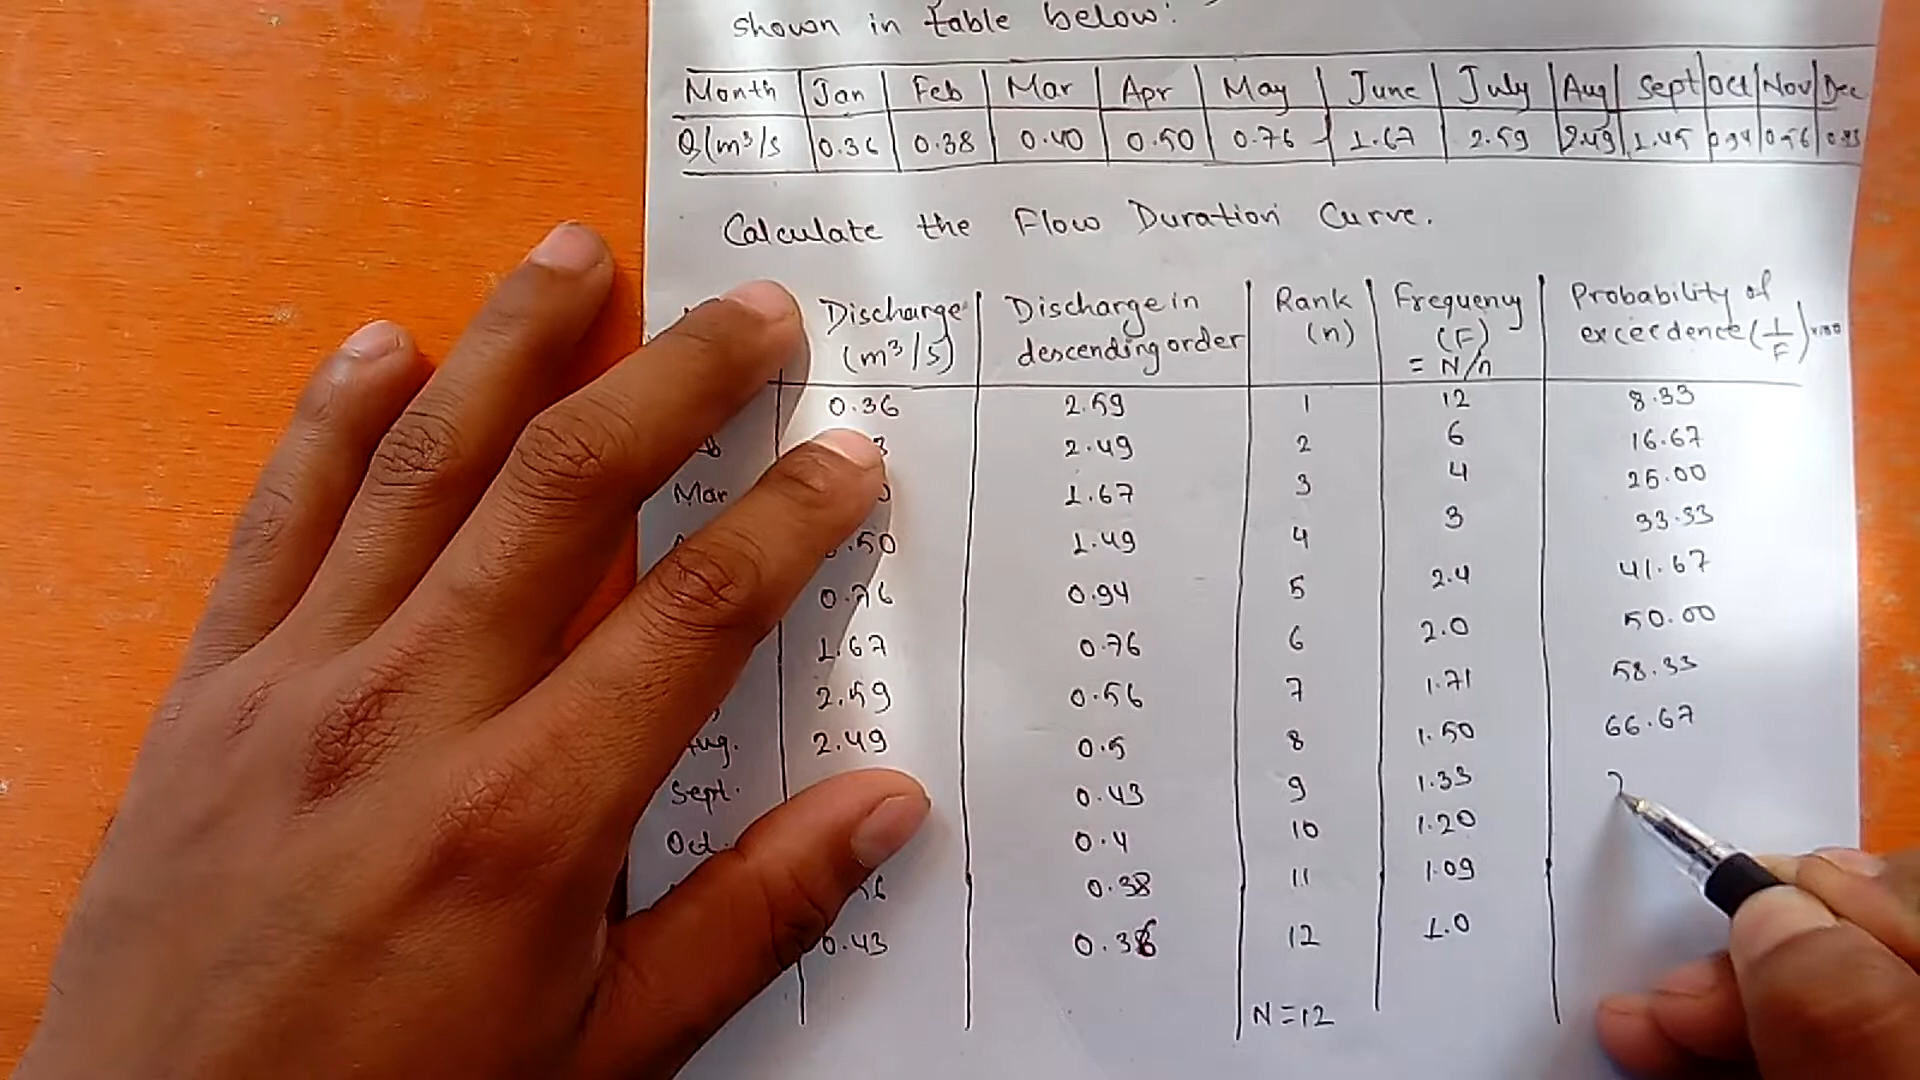 shown in table below:
Month Jan Feb Mar Apr May June July Aug Sept Oct Nov Dec
Q(m³/s 0.36 0.38 0.40 0.50 0.76 1.67 2.59 2.49 1.45 0.94 0.56
Calculate the Flow Duration Curve.
Discharge (m³/s) Discharge in descending order Rank (n) Frequency (F) = N/n Probability of exceedence (1/F)×100
0.36 2.59 1 12 8.33
2.49 2 6 16.67
Mar 1.67 3 4 25.00
.50 1.49 4 3 33.33
0.76 0.94 5 2.4 41.67
1.67 0.76 6 2.0 50.00
2.59 0.56 7 1.71 58.33
Aug. 2.49 0.5 8 1.50 66.67
Sept. 0.43 9 1.33
Oct. 0.4 10 1.20
0.38 11 1.09
0.43 0.36 12 1.0
N = 12